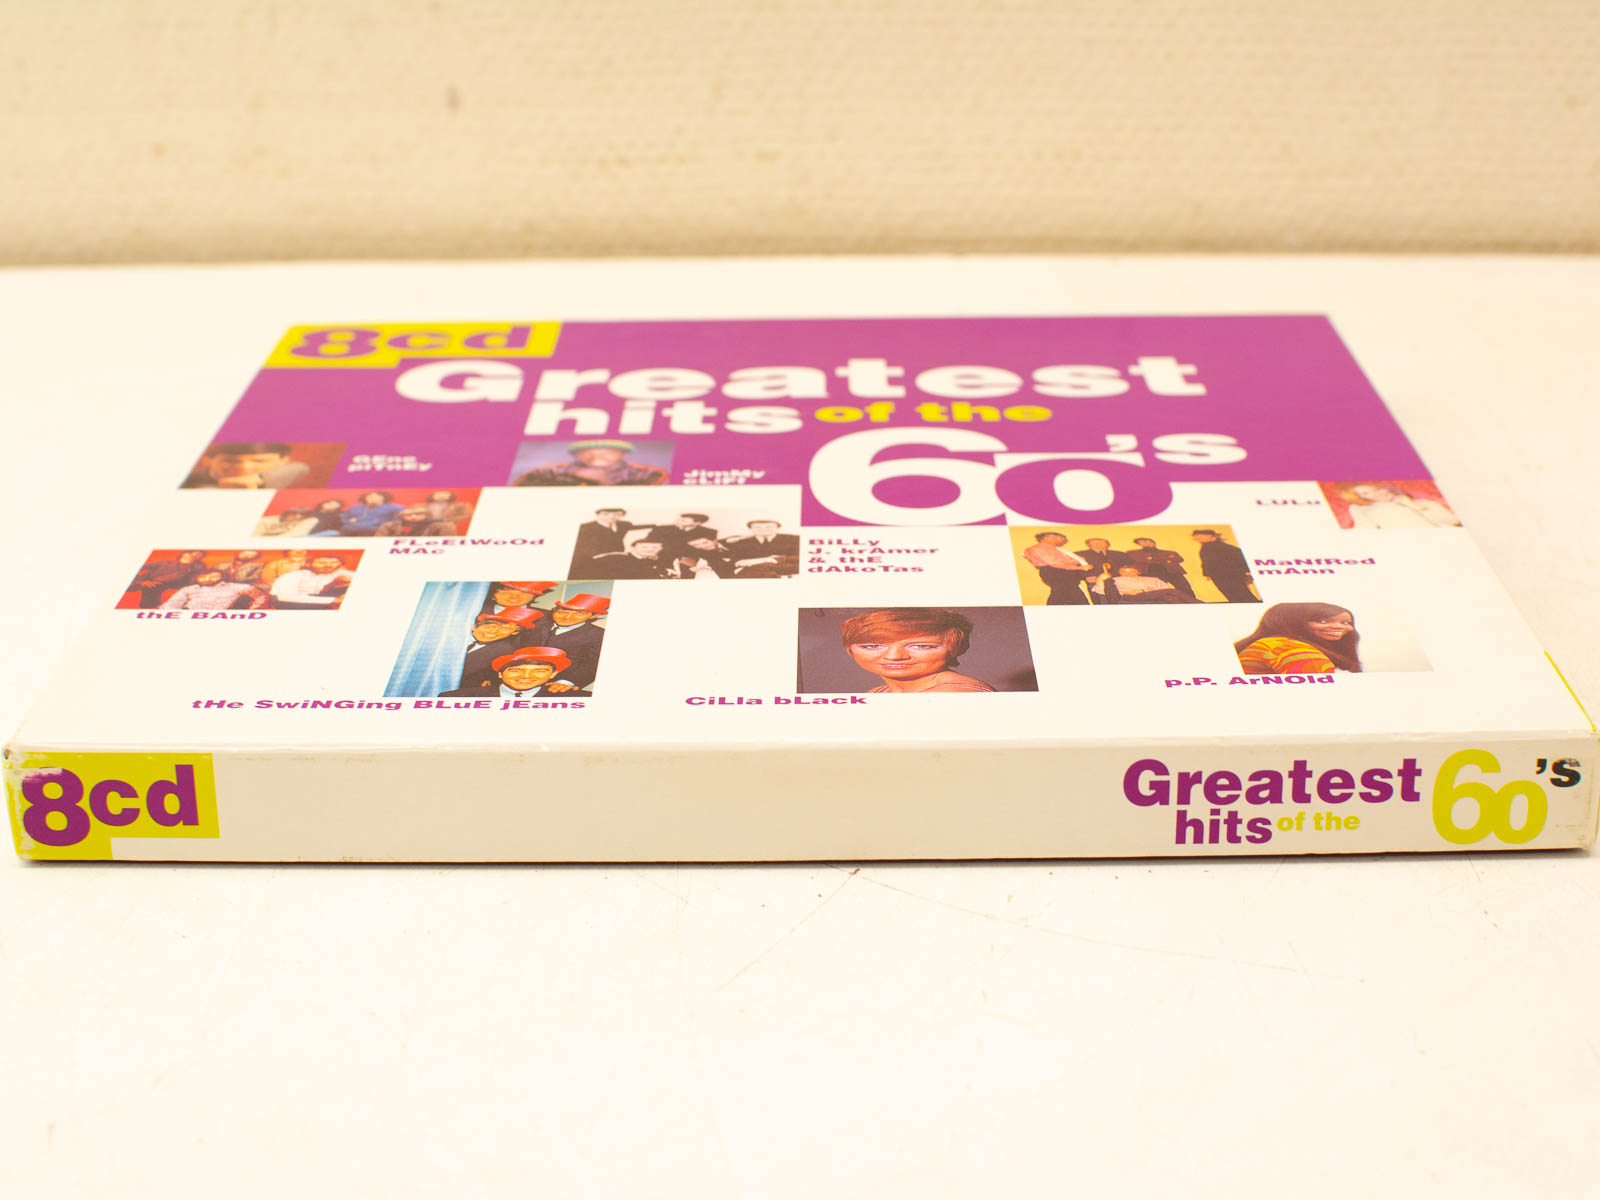 8cd
Greatest
hits of the
60's
GEne
piTnEy
JimMy
cLiFf
LULu
FLeEtWoOd
MAc
BiLLy
J. krAmer
& thE
dAkoTas
MaNfRed
mAnn
thE BAnD
tHe SwiNGing BLuE jEans
CiLla bLack
p.P. ArNOld
8cd
Greatest
hits of the
60's